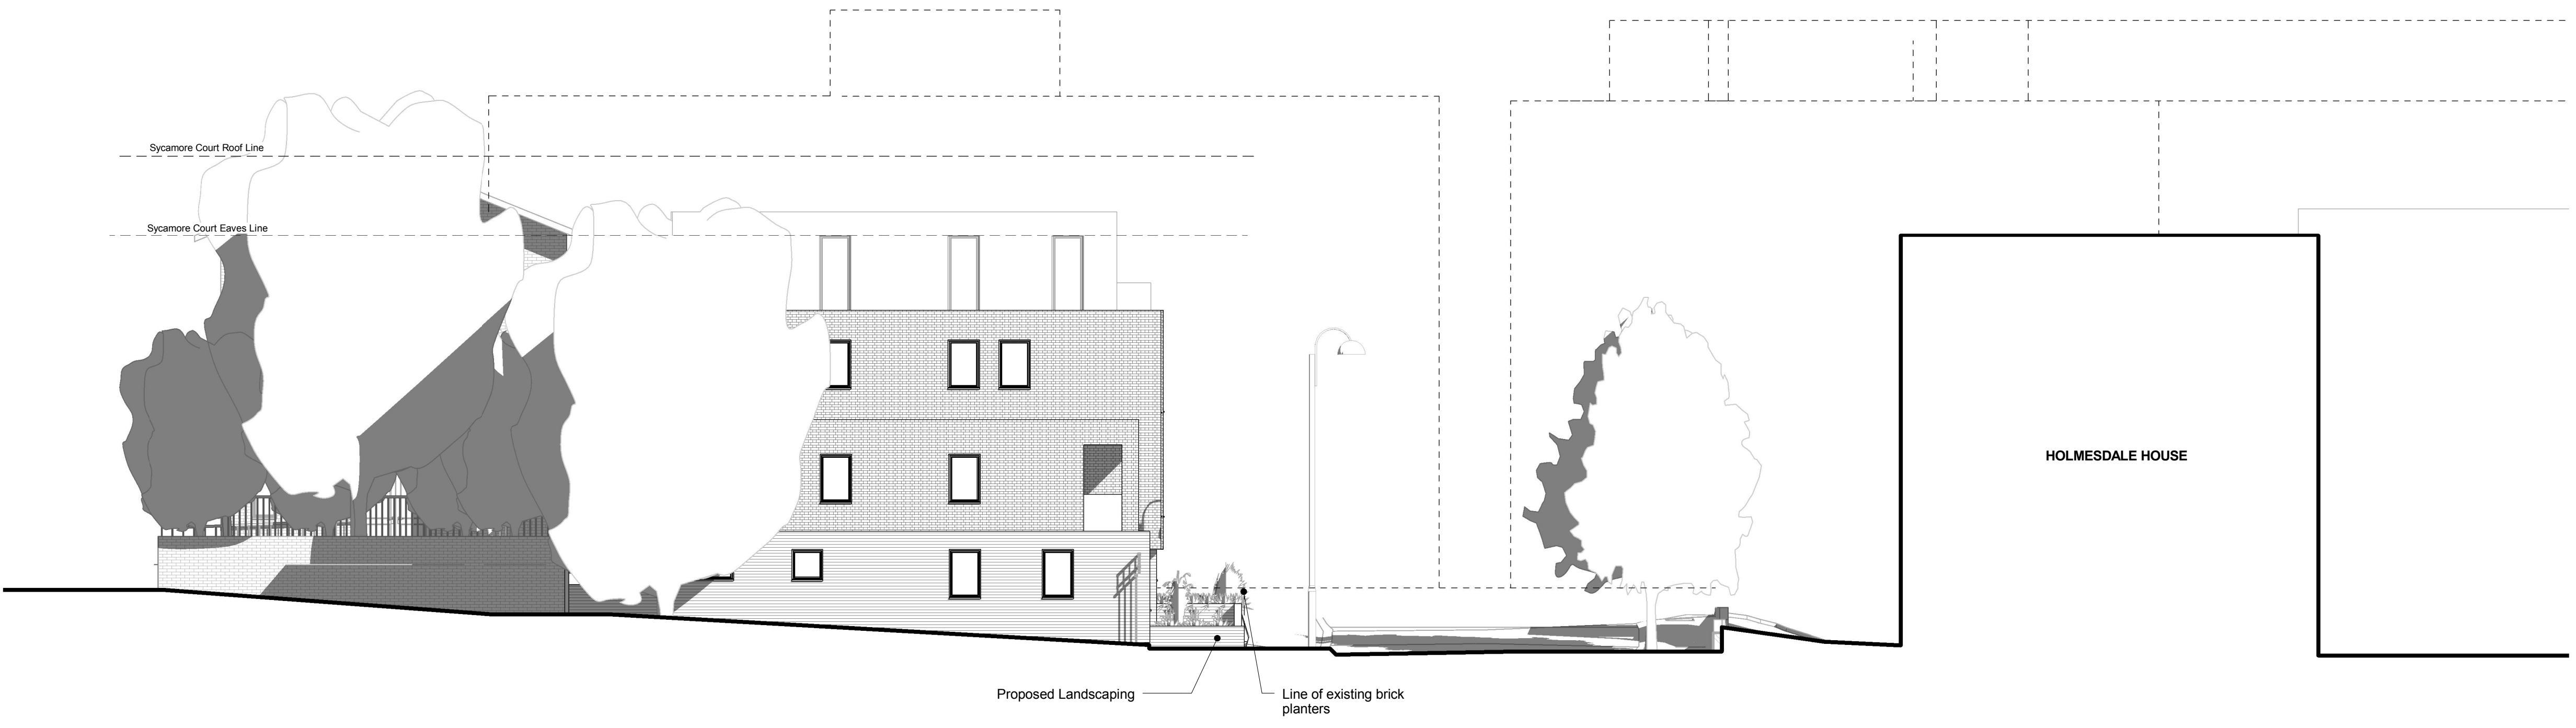 Sycamore Court Roof Line
Sycamore Court Eaves Line
HOLMESDALE HOUSE
Proposed Landscaping
Line of existing brick
planters